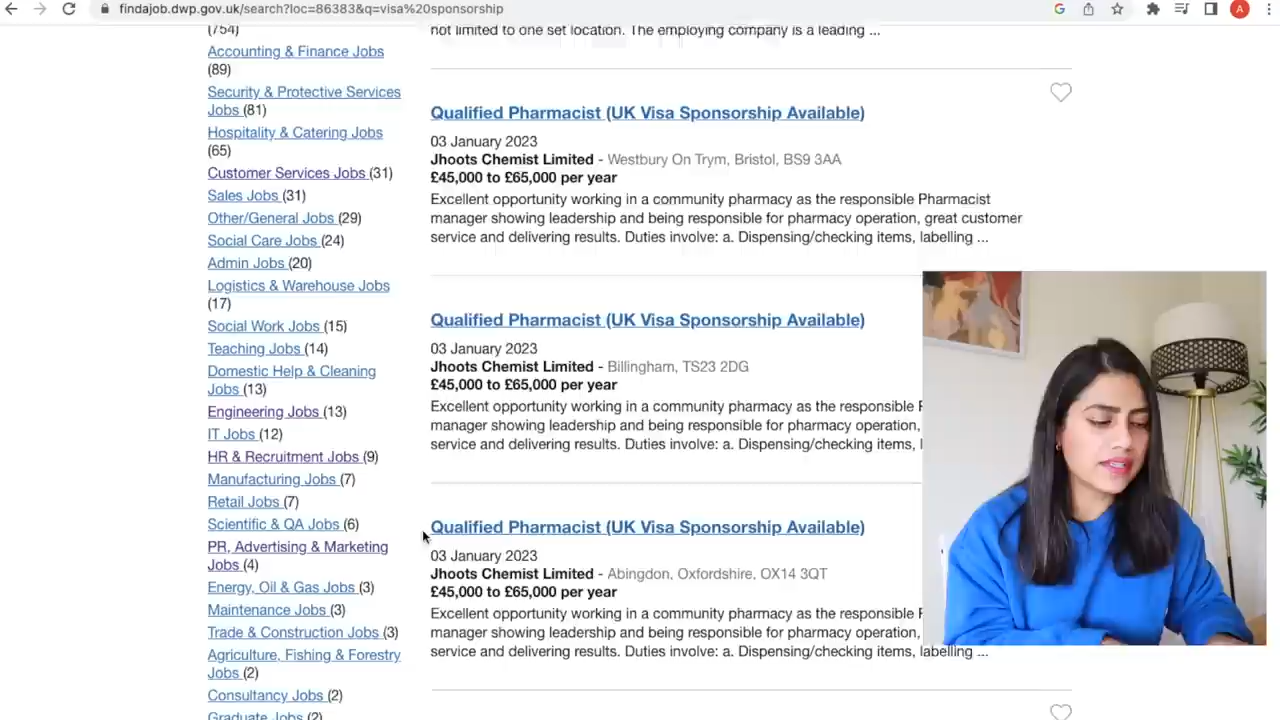 findajob.dwp.gov.uk/search?loc=86383&q=visa%20sponsorship
A
(754)
Accounting & Finance Jobs
(89)
Security & Protective Services
Jobs (81)
Hospitality & Catering Jobs
(65)
Customer Services Jobs (31)
Sales Jobs (31)
Other/General Jobs (29)
Social Care Jobs (24)
Admin Jobs (20)
Logistics & Warehouse Jobs
(17)
Social Work Jobs (15)
Teaching Jobs (14)
Domestic Help & Cleaning
Jobs (13)
Engineering Jobs (13)
IT Jobs (12)
HR & Recruitment Jobs (9)
Manufacturing Jobs (7)
Retail Jobs (7)
Scientific & QA Jobs (6)
PR, Advertising & Marketing
Jobs (4)
Energy, Oil & Gas Jobs (3)
Maintenance Jobs (3)
Trade & Construction Jobs (3)
Agriculture, Fishing & Forestry
Jobs (2)
Consultancy Jobs (2)
Graduate Jobs (2)
not limited to one set location. The employing company is a leading ...
Qualified Pharmacist (UK Visa Sponsorship Available)
03 January 2023
Jhoots Chemist Limited - Westbury On Trym, Bristol, BS9 3AA
£45,000 to £65,000 per year
Excellent opportunity working in a community pharmacy as the responsible Pharmacist
manager showing leadership and being responsible for pharmacy operation, great customer
service and delivering results. Duties involve: a. Dispensing/checking items, labelling ...
Qualified Pharmacist (UK Visa Sponsorship Available)
03 January 2023
Jhoots Chemist Limited - Billingham, TS23 2DG
£45,000 to £65,000 per year
Excellent opportunity working in a community pharmacy as the responsible
manager showing leadership and being responsible for pharmacy operation,
service and delivering results. Duties involve: a. Dispensing/checking items,
Qualified Pharmacist (UK Visa Sponsorship Available)
03 January 2023
Jhoots Chemist Limited - Abingdon, Oxfordshire, OX14 3QT
£45,000 to £65,000 per year
Excellent opportunity working in a community pharmacy as the responsible
manager showing leadership and being responsible for pharmacy operation,
service and delivering results. Duties involve: a. Dispensing/checking items, labelling ...